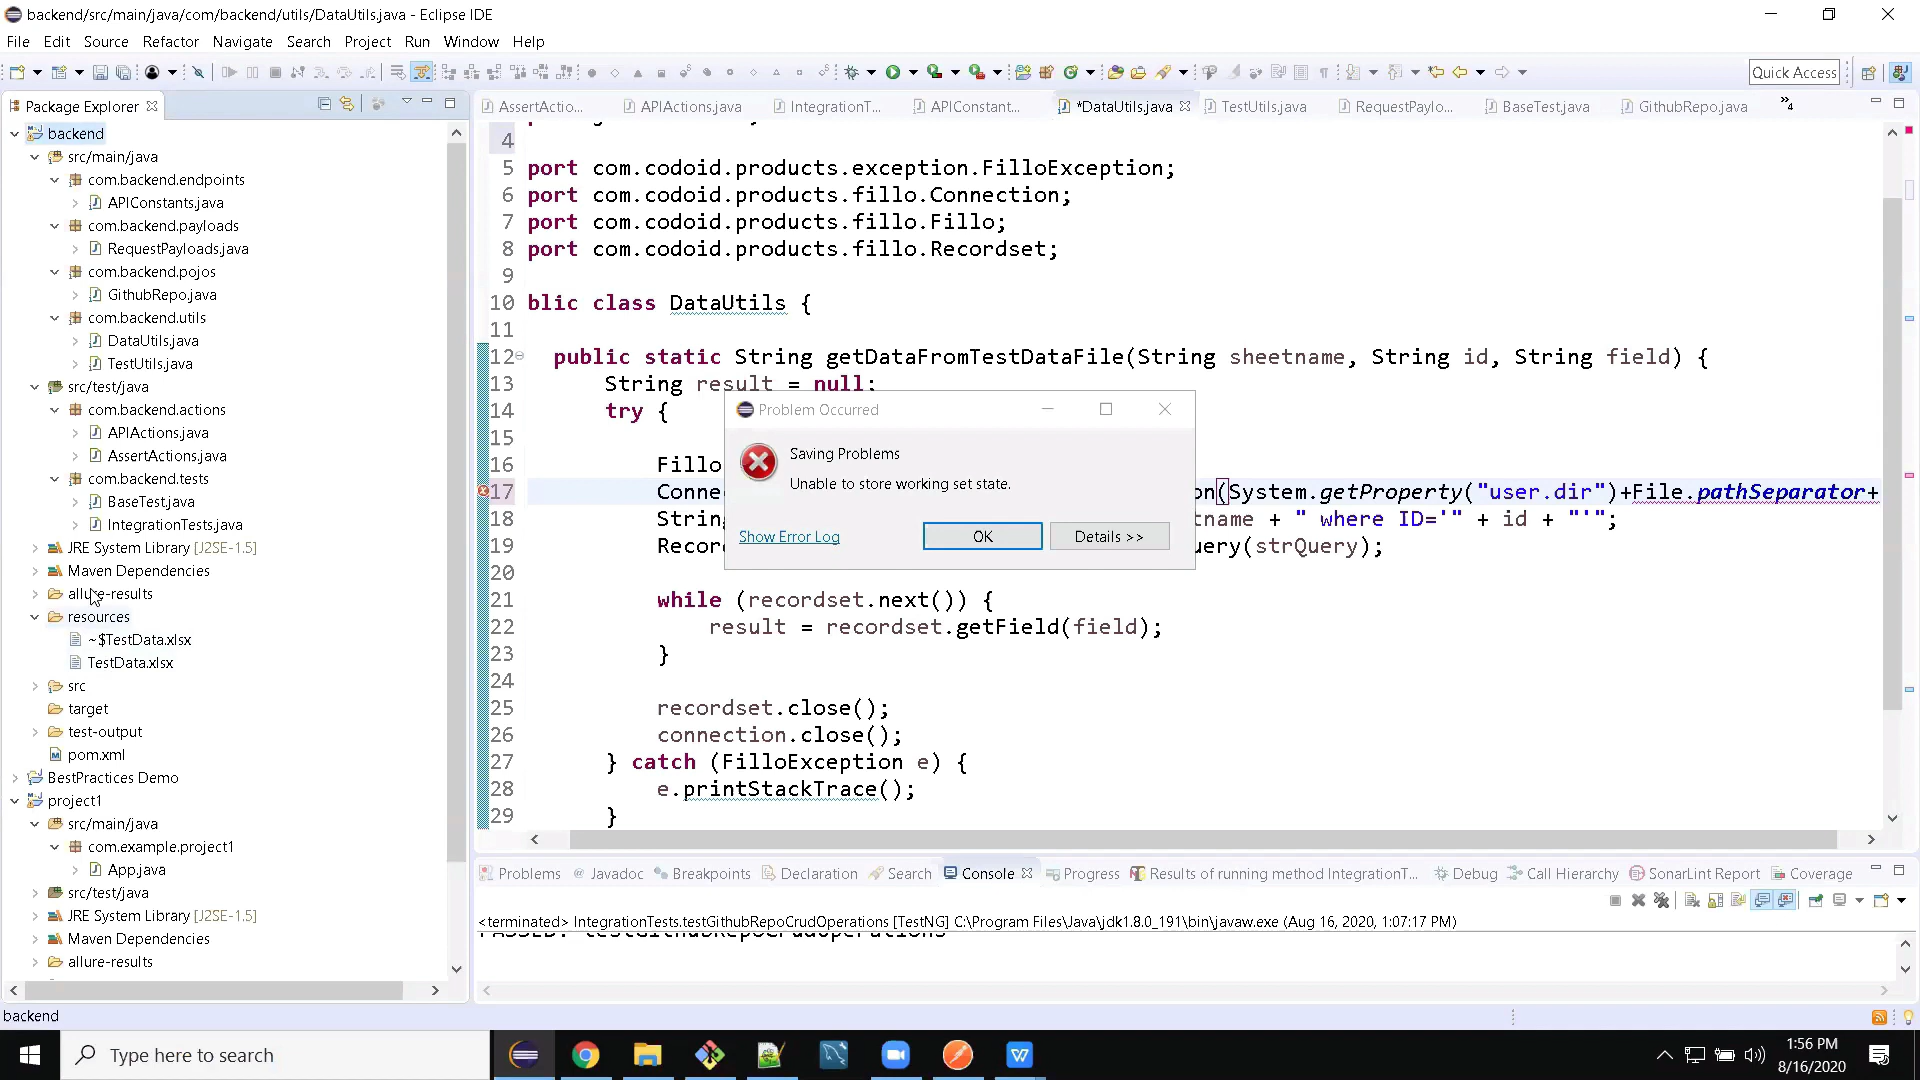 backend/src/main/java/com/backend/utils/DataUtils.java - Eclipse IDE
File Edit Source Refactor Navigate Search Project Run Window Help
Quick Access
Package Explorer
AssertActio... APIActions.java IntegrationT... APIConstant... *DataUtils.java TestUtils.java RequestPaylo... BaseTest.java GithubRepo.java »4
backend
src/main/java
com.backend.endpoints
APIConstants.java
com.backend.payloads
RequestPayloads.java
com.backend.pojos
GithubRepo.java
com.backend.utils
DataUtils.java
TestUtils.java
src/test/java
com.backend.actions
APIActions.java
AssertActions.java
com.backend.tests
BaseTest.java
IntegrationTests.java
JRE System Library [J2SE-1.5]
Maven Dependencies
allure-results
resources
~$TestData.xlsx
TestData.xlsx
src
target
test-output
pom.xml
BestPractices Demo
project1
src/main/java
com.example.project1
App.java
src/test/java
JRE System Library [J2SE-1.5]
Maven Dependencies
allure-results
4
5 port com.codoid.products.exception.FilloException;
6 port com.codoid.products.fillo.Connection;
7 port com.codoid.products.fillo.Fillo;
8 port com.codoid.products.fillo.Recordset;
9
10 blic class DataUtils {
11
12 public static String getDataFromTestDataFile(String sheetname, String id, String field) {
13 String result = null;
14 try {
15
16 Fillo
17 Conne on(System.getProperty("user.dir")+File.pathSeparator+
18 String tname + " where ID='" + id + "'";
19 Recor uery(strQuery);
20
21 while (recordset.next()) {
22 result = recordset.getField(field);
23 }
24
25 recordset.close();
26 connection.close();
27 } catch (FilloException e) {
28 e.printStackTrace();
29 }
Problem Occurred
Saving Problems
Unable to store working set state.
Show Error Log OK Details >>
Problems @ Javadoc Breakpoints Declaration Search Console Progress Results of running method IntegrationT... Debug Call Hierarchy SonarLint Report Coverage
<terminated> IntegrationTests.testGithubRepoCrudOperations [TestNG] C:\Program Files\Java\jdk1.8.0_191\bin\javaw.exe (Aug 16, 2020, 1:07:17 PM)
PASSED: testGithubRepoCrudOperations
backend
Type here to search
1:56 PM
8/16/2020